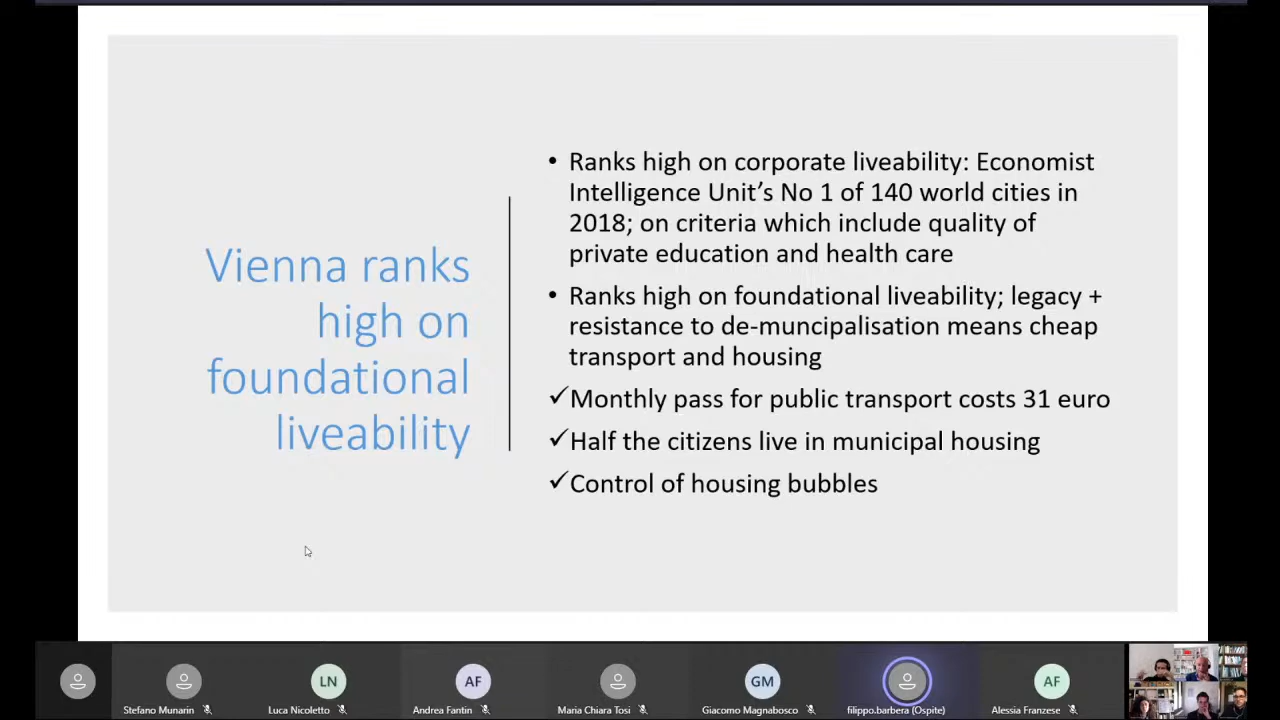 Vienna ranks
high on
foundational
liveability
• Ranks high on corporate liveability: Economist
Intelligence Unit's No 1 of 140 world cities in
2018; on criteria which include quality of
private education and health care
• Ranks high on foundational liveability; legacy +
resistance to de-muncipalisation means cheap
transport and housing
✓Monthly pass for public transport costs 31 euro
✓Half the citizens live in municipal housing
✓Control of housing bubbles
Stefano Munarin
LN
Luca Nicoletto
AF
Andrea Fantin
Maria Chiara Tosi
GM
Giacomo Magnabosco
filippo.barbera (Ospite)
AF
Alessia Franzese